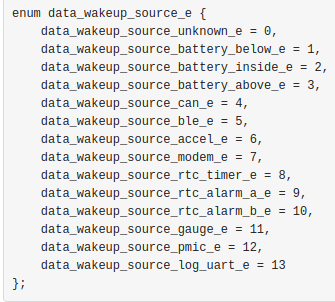 enum data_wakeup_source_e {
    data_wakeup_source_unknown_e = 0,
    data_wakeup_source_battery_below_e = 1,
    data_wakeup_source_battery_inside_e = 2,
    data_wakeup_source_battery_above_e = 3,
    data_wakeup_source_can_e = 4,
    data_wakeup_source_ble_e = 5,
    data_wakeup_source_accel_e = 6,
    data_wakeup_source_modem_e = 7,
    data_wakeup_source_rtc_timer_e = 8,
    data_wakeup_source_rtc_alarm_a_e = 9,
    data_wakeup_source_rtc_alarm_b_e = 10,
    data_wakeup_source_gauge_e = 11,
    data_wakeup_source_pmic_e = 12,
    data_wakeup_source_log_uart_e = 13
};